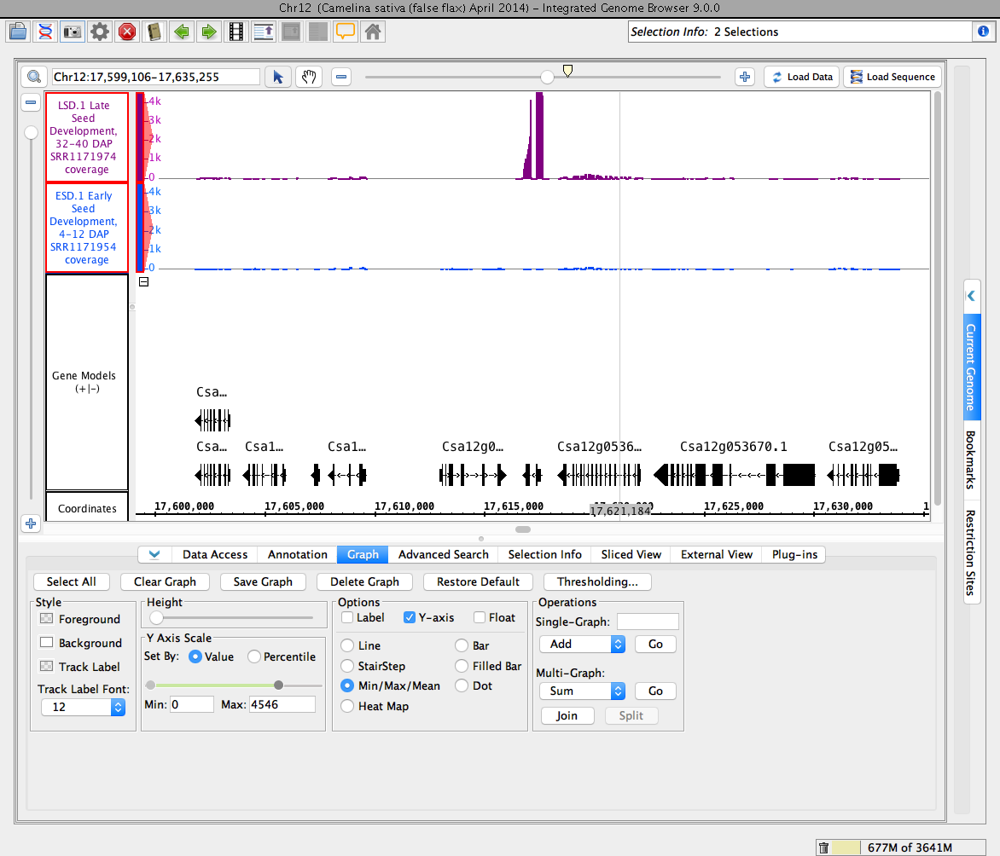 Chr12 (Camelina sativa (false flax) April 2014) – Integrated Genome Browser 9.0.0
Selection Info: 2 Selections
Chr12:17,599,106–17,635,255
Load Data
Load Sequence
LSD.1 Late
Seed
Development,
32–40 DAP
SRR1171974
coverage
4k
3k
2k
1k
0
ESD.1 Early
Seed
Development,
4–12 DAP
SRR1171954
coverage
4k
3k
2k
1k
0
Gene Models
(+|–)
Csa...
Csa...
Csa1...
Csa1...
Csa12g0...
Csa12g0536...
Csa12g053670.1
Csa12g05...
Coordinates
17,600,000
17,605,000
17,610,000
17,615,000
17,621,184
17,625,000
17,630,000
1
Current Genome
Bookmarks
Restriction Sites
Data Access
Annotation
Graph
Advanced Search
Selection Info
Sliced View
External View
Plug-ins
Select All
Clear Graph
Save Graph
Delete Graph
Restore Default
Thresholding...
Style
Foreground
Background
Track Label
Track Label Font:
12
Height
Y Axis Scale
Set By: Value Percentile
Min: 0 Max: 4546
Options
Label Y-axis Float
Line Bar
StairStep Filled Bar
Min/Max/Mean Dot
Heat Map
Operations
Single-Graph:
Add Go
Multi-Graph:
Sum Go
Join Split
677M of 3641M